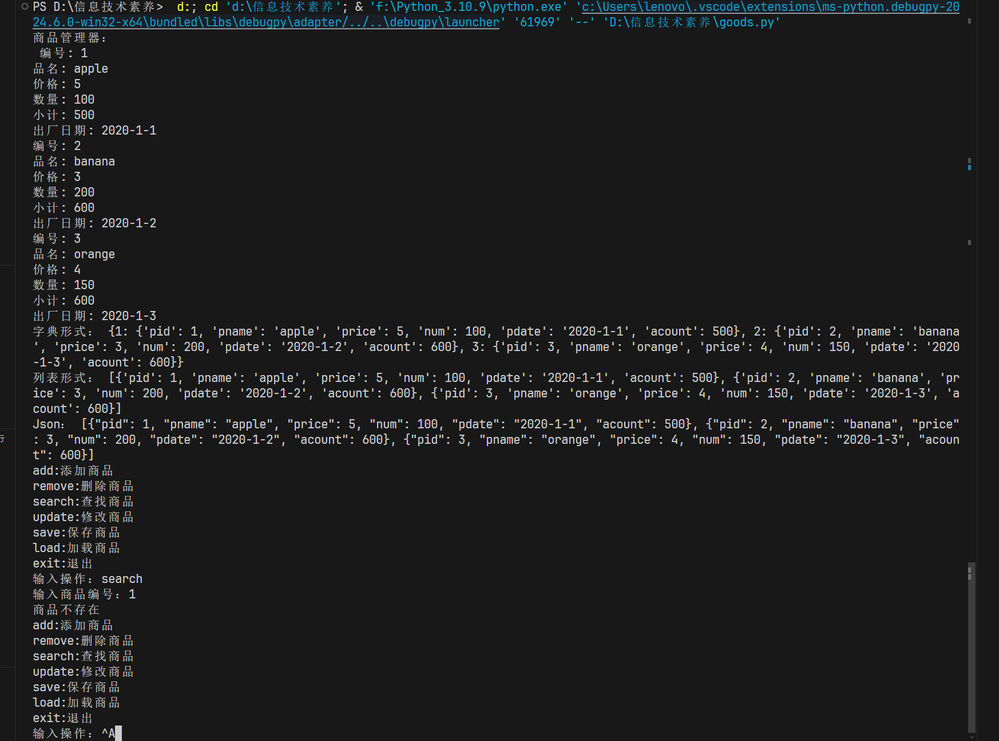 PS D:\信息技术素养>  d:; cd 'd:\信息技术素养'; & 'f:\Python_3.10.9\python.exe' 'c:\Users\lenovo\.vscode\extensions\ms-python.debugpy-20
24.6.0-win32-x64\bundled\libs\debugpy\adapter/../..\debugpy\launcher' '61969' '--' 'D:\信息技术素养\goods.py'
商品管理器：
 编号: 1
品名: apple
价格: 5
数量: 100
小计: 500
出厂日期: 2020-1-1
编号: 2
品名: banana
价格: 3
数量: 200
小计: 600
出厂日期: 2020-1-2
编号: 3
品名: orange
价格: 4
数量: 150
小计: 600
出厂日期: 2020-1-3
字典形式： {1: {'pid': 1, 'pname': 'apple', 'price': 5, 'num': 100, 'pdate': '2020-1-1', 'acount': 500}, 2: {'pid': 2, 'pname': 'banana
', 'price': 3, 'num': 200, 'pdate': '2020-1-2', 'acount': 600}, 3: {'pid': 3, 'pname': 'orange', 'price': 4, 'num': 150, 'pdate': '2020
-1-3', 'acount': 600}}
列表形式： [{'pid': 1, 'pname': 'apple', 'price': 5, 'num': 100, 'pdate': '2020-1-1', 'acount': 500}, {'pid': 2, 'pname': 'banana', 'pr
ice': 3, 'num': 200, 'pdate': '2020-1-2', 'acount': 600}, {'pid': 3, 'pname': 'orange', 'price': 4, 'num': 150, 'pdate': '2020-1-3', 'a
count': 600}]
Json： [{"pid": 1, "pname": "apple", "price": 5, "num": 100, "pdate": "2020-1-1", "acount": 500}, {"pid": 2, "pname": "banana", "price"
: 3, "num": 200, "pdate": "2020-1-2", "acount": 600}, {"pid": 3, "pname": "orange", "price": 4, "num": 150, "pdate": "2020-1-3", "acoun
t": 600}]
行
add:添加商品
remove:删除商品
search:查找商品
update:修改商品
save:保存商品
load:加载商品
exit:退出
输入操作：search
输入商品编号：1
商品不存在
add:添加商品
remove:删除商品
search:查找商品
update:修改商品
save:保存商品
load:加载商品
exit:退出
输入操作：^A